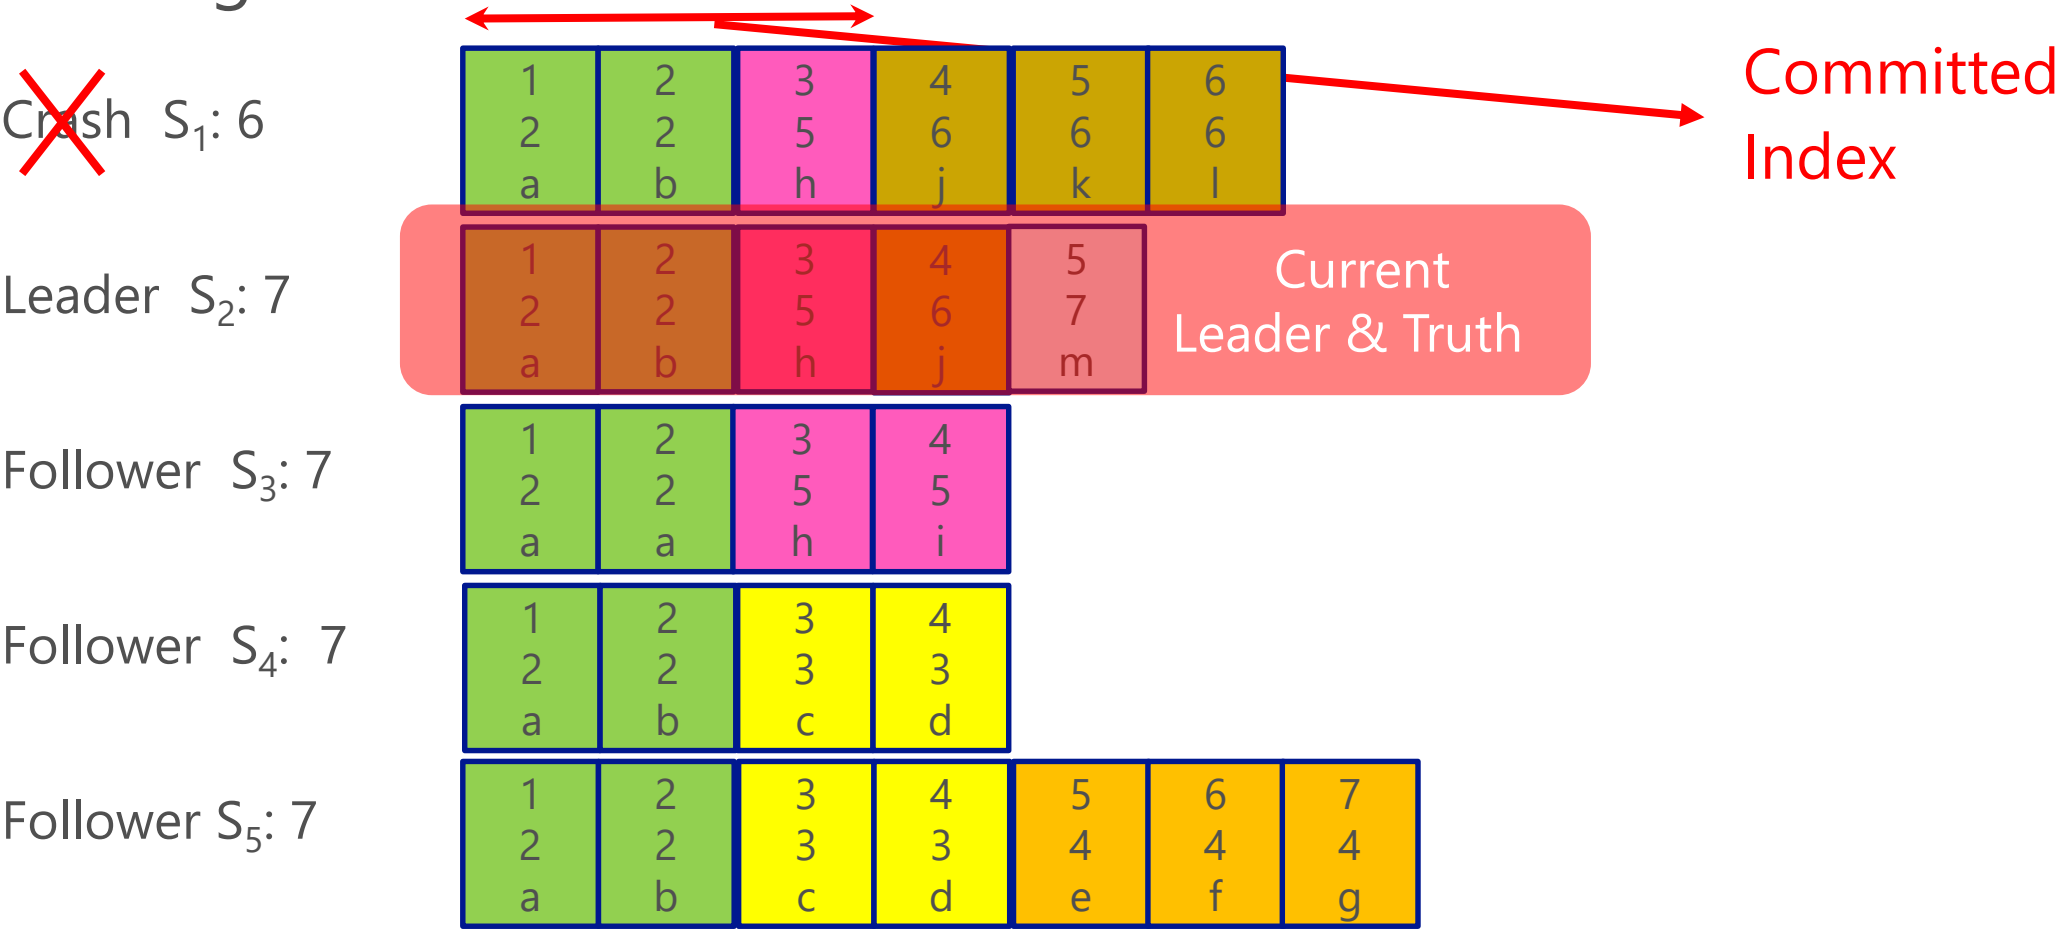 Crash S1: 6
1 2 3 4 5 6
2 2 5 6 6 6
a b h j k l
Committed
Index
Leader S2: 7
1 2 3 4 5
2 2 5 6 7
a b h j m
Current
Leader & Truth
Follower S3: 7
1 2 3 4
2 2 5 5
a a h i
Follower S4: 7
1 2 3 4
2 2 3 3
a b c d
Follower S5: 7
1 2 3 4 5 6 7
2 2 3 3 4 4 4
a b c d e f g